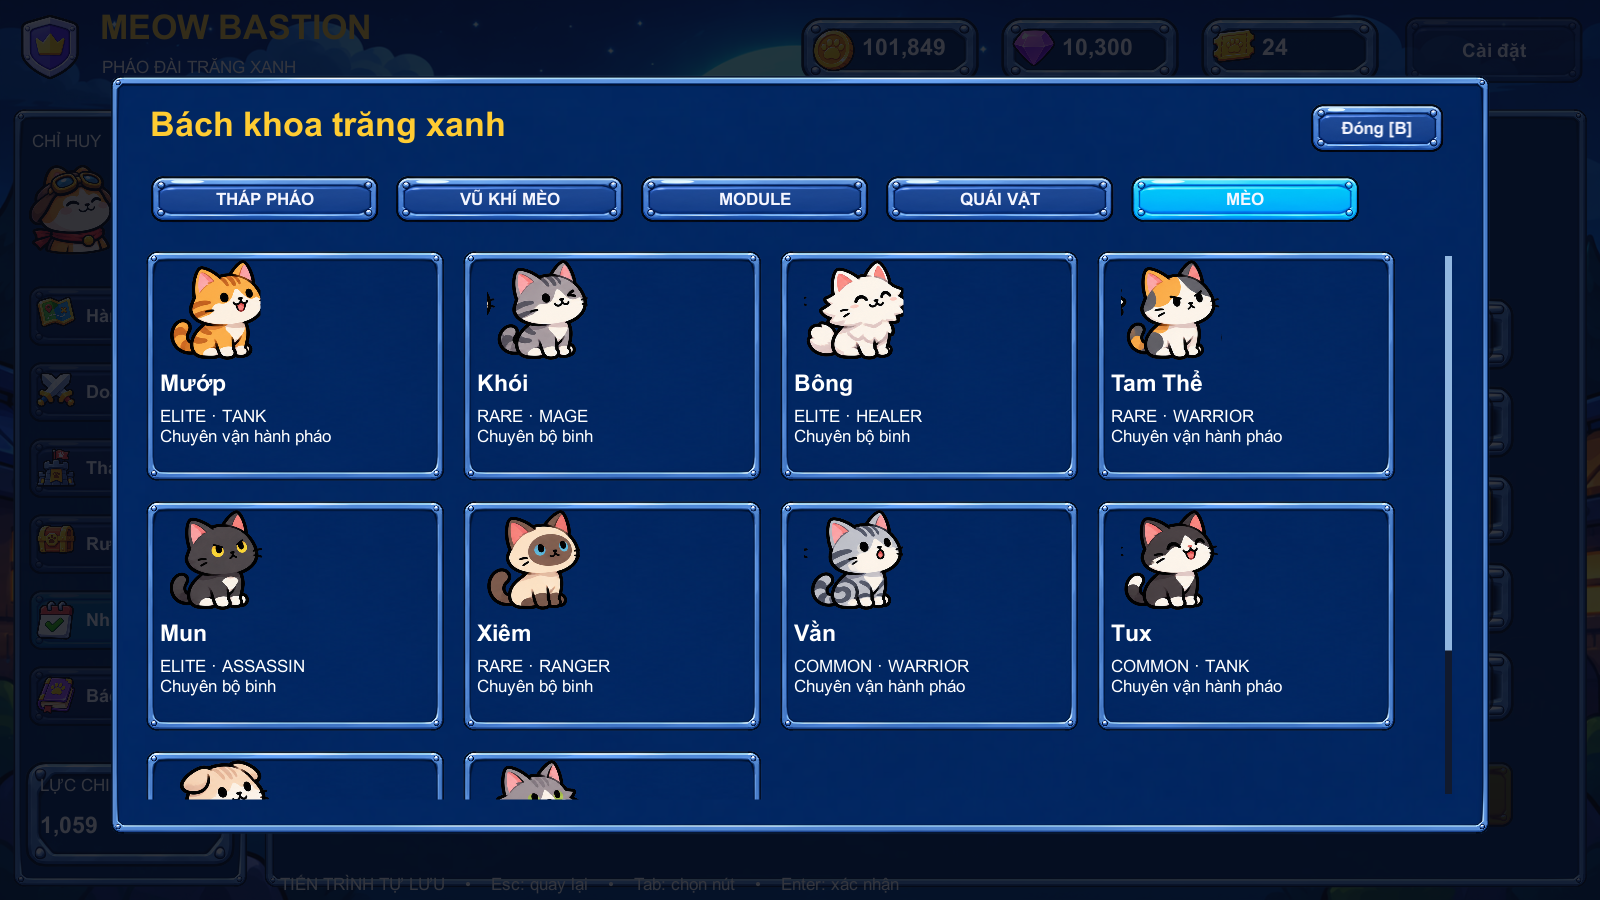 MEOW BASTION
PHÁO ĐÀI TRĂNG XANH
101,849
10,300
24
Cài đặt
CHỈ HUY
Bách khoa trăng xanh
Đóng [B]
THÁP PHÁO
VŨ KHÍ MÈO
MODULE
QUÁI VẬT
MÈO
Mướp
ELITE · TANK
Chuyên vận hành pháo
Khói
RARE · MAGE
Chuyên bộ binh
Bông
ELITE · HEALER
Chuyên bộ binh
Tam Thể
RARE · WARRIOR
Chuyên vận hành pháo
Mun
ELITE · ASSASSIN
Chuyên bộ binh
Xiêm
RARE · RANGER
Chuyên bộ binh
Vằn
COMMON · WARRIOR
Chuyên vận hành pháo
Tux
COMMON · TANK
Chuyên vận hành pháo
LỰC CHI
1,059
TIẾN TRÌNH TỰ LƯU • Esc: quay lại • Tab: chọn nút • Enter: xác nhận